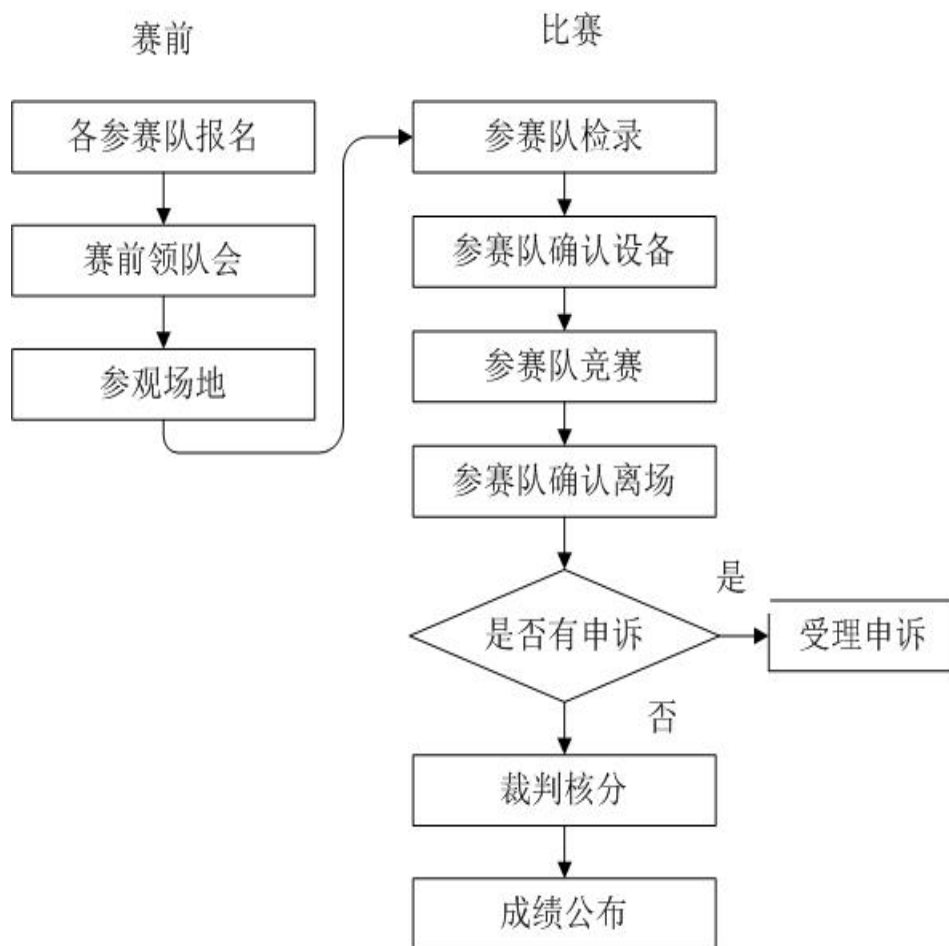 赛前
各参赛队报名
赛前领队会
参观场地
比赛
参赛队检录
参赛队确认设备
参赛队竞赛
参赛队确认离场
是否有申诉
是
受理申诉
否
裁判核分
成绩公布